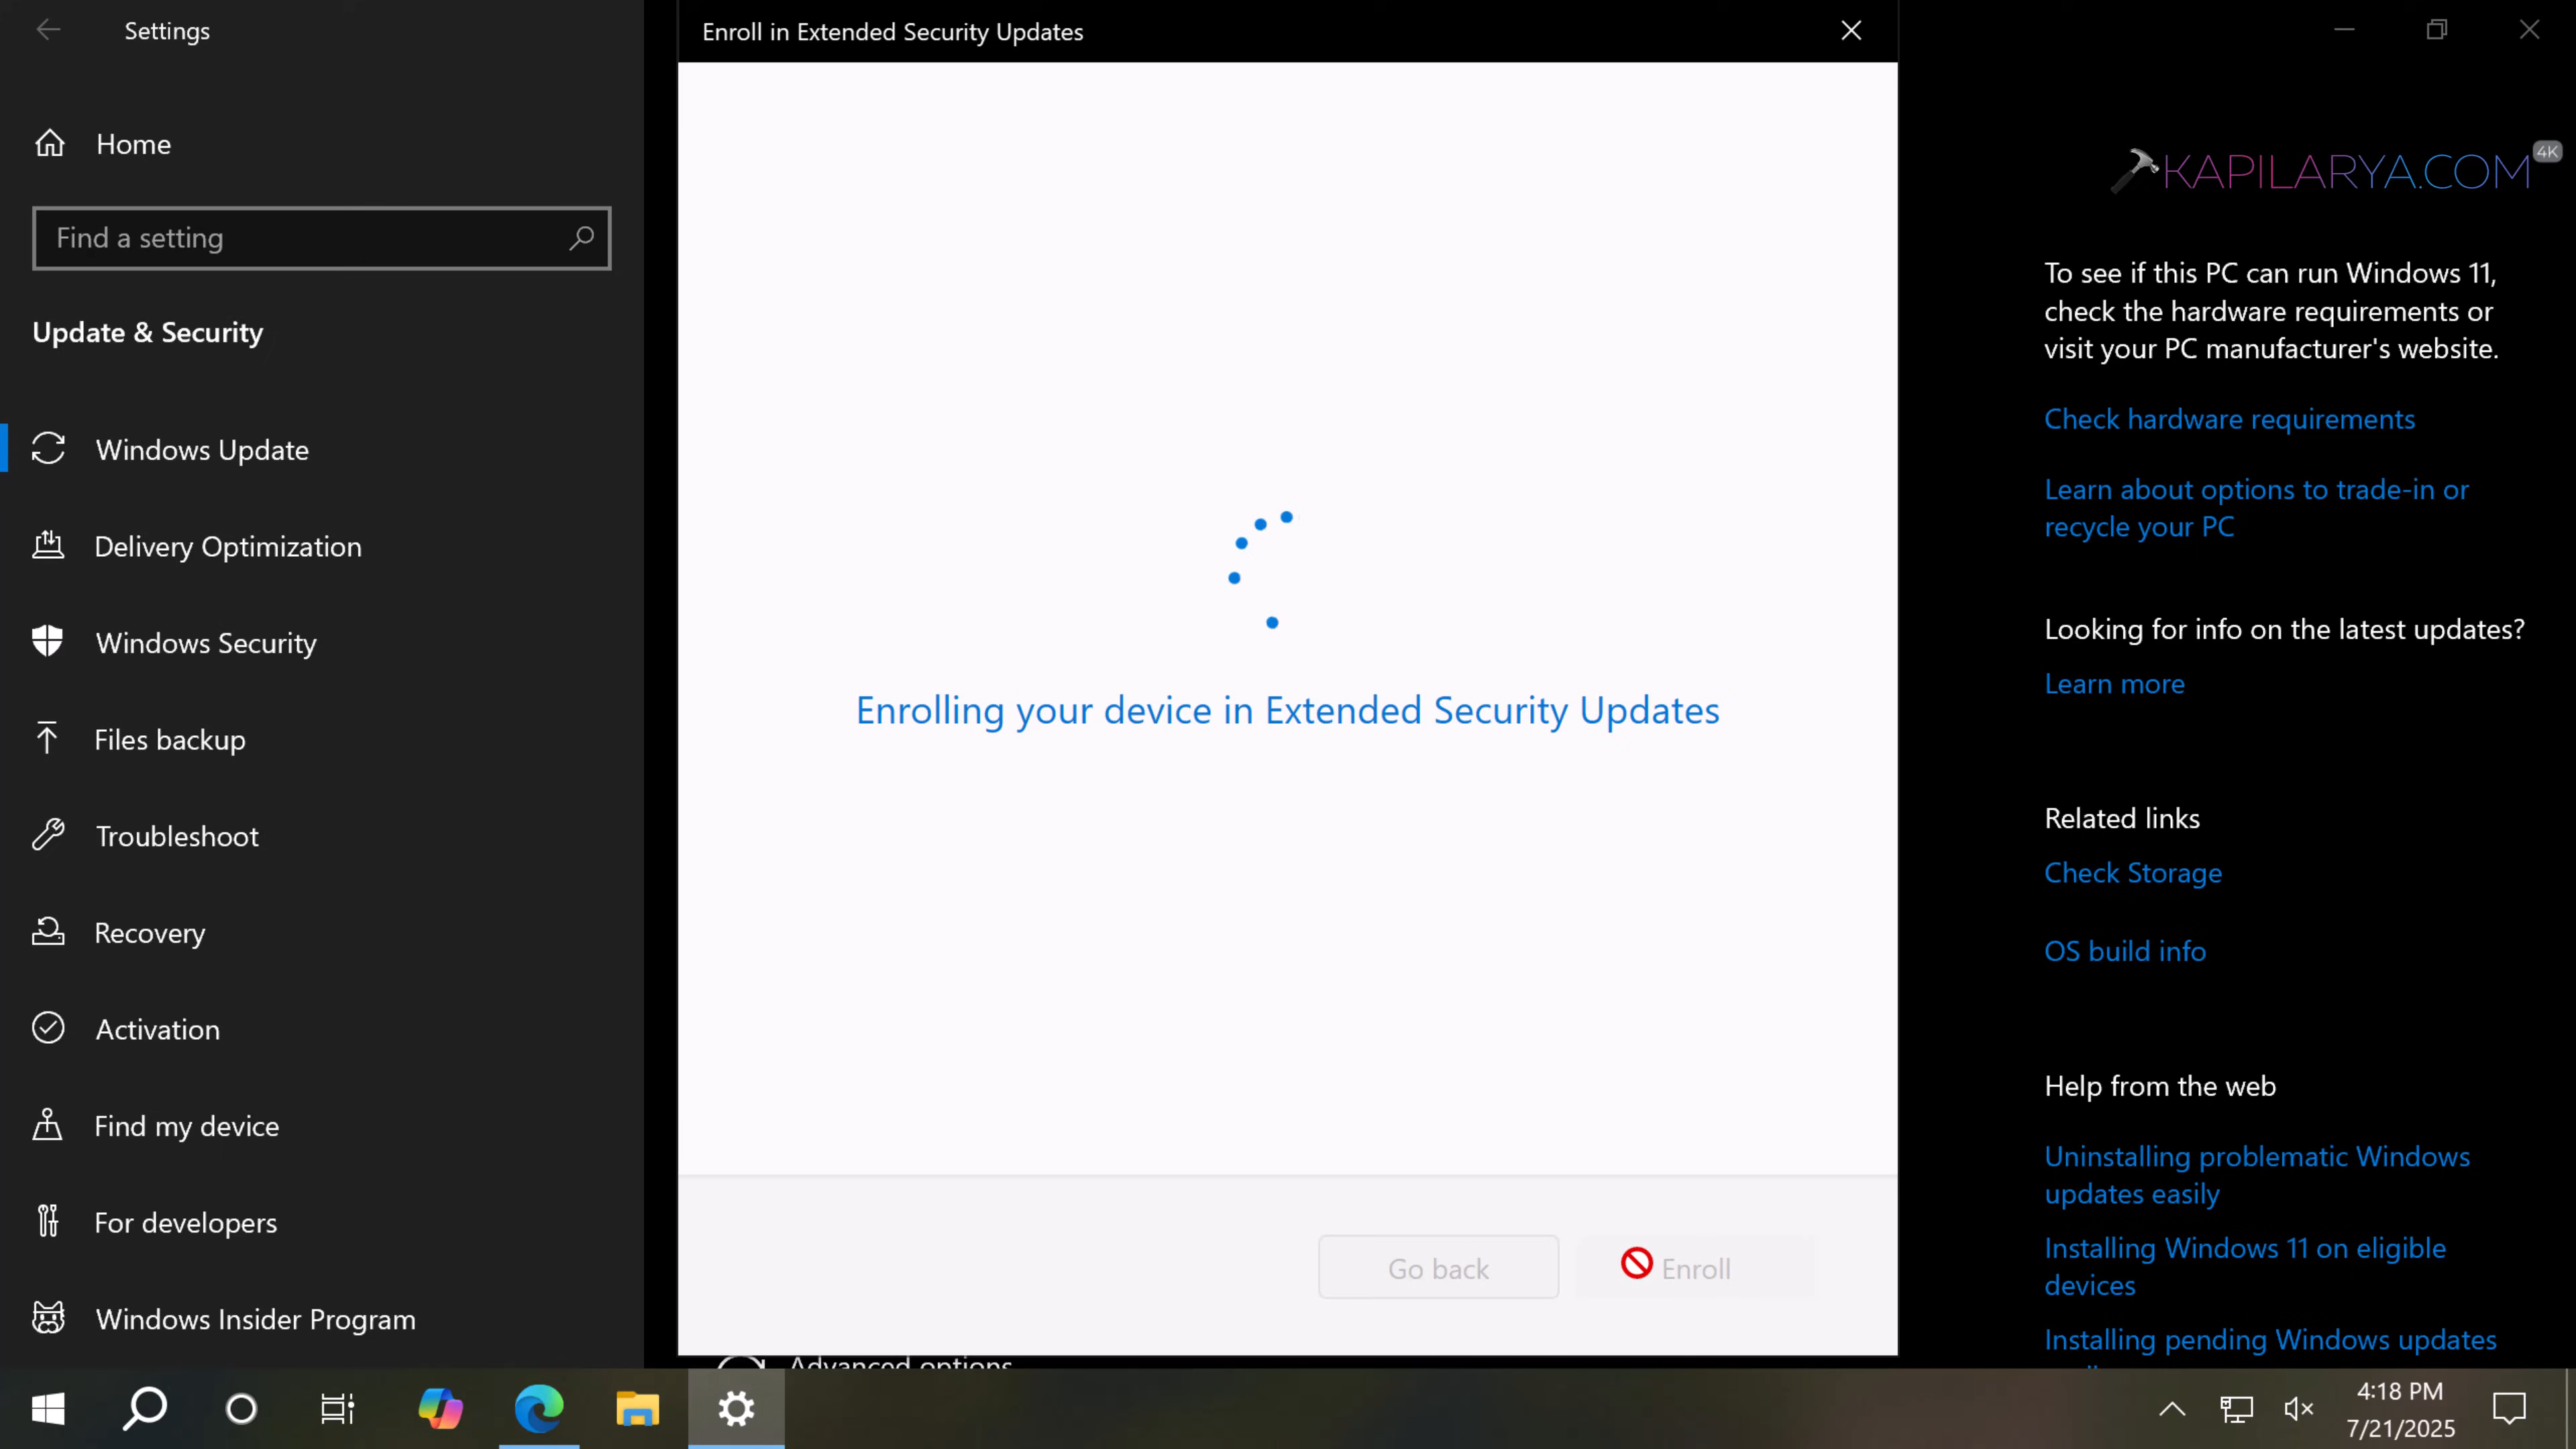 Settings
Home
Find a setting
Update & Security
Windows Update
Delivery Optimization
Windows Security
Files backup
Troubleshoot
Recovery
Activation
Find my device
For developers
Windows Insider Program
Enroll in Extended Security Updates
Enrolling your device in Extended Security Updates
Go back
Enroll
Advanced options
KAPILARYA.COM
4K
To see if this PC can run Windows 11,
check the hardware requirements or
visit your PC manufacturer's website.
Check hardware requirements
Learn about options to trade-in or
recycle your PC
Looking for info on the latest updates?
Learn more
Related links
Check Storage
OS build info
Help from the web
Uninstalling problematic Windows
updates easily
Installing Windows 11 on eligible
devices
Installing pending Windows updates
4:18 PM
7/21/2025